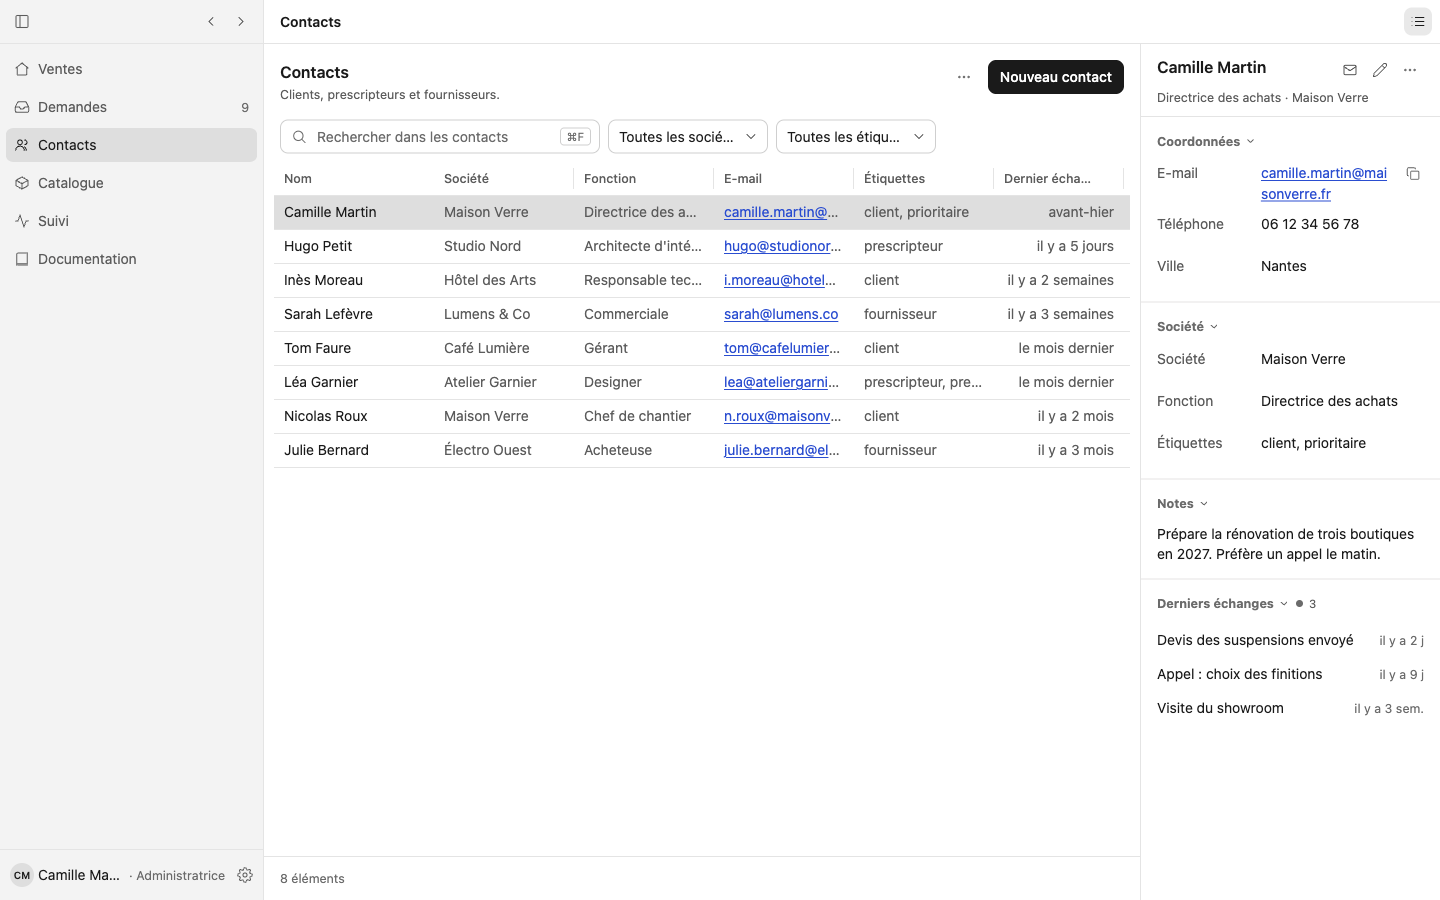 Contacts
Ventes
Demandes 9
Contacts
Catalogue
Suivi
Documentation
CM Camille Ma... · Administratrice
Contacts
Clients, prescripteurs et fournisseurs.
Nouveau contact
Rechercher dans les contacts ⌘F
Toutes les socié...
Toutes les étiqu...
Nom Société Fonction E-mail Étiquettes Dernier écha...
Camille Martin Maison Verre Directrice des a... camille.martin@... client, prioritaire avant-hier
Hugo Petit Studio Nord Architecte d'inté... hugo@studionor... prescripteur il y a 5 jours
Inès Moreau Hôtel des Arts Responsable tec... i.moreau@hotel... client il y a 2 semaines
Sarah Lefèvre Lumens & Co Commerciale sarah@lumens.co fournisseur il y a 3 semaines
Tom Faure Café Lumière Gérant tom@cafelumier... client le mois dernier
Léa Garnier Atelier Garnier Designer lea@ateliergarni... prescripteur, pre... le mois dernier
Nicolas Roux Maison Verre Chef de chantier n.roux@maisonv... client il y a 2 mois
Julie Bernard Électro Ouest Acheteuse julie.bernard@el... fournisseur il y a 3 mois
8 éléments
Camille Martin
Directrice des achats · Maison Verre
Coordonnées
E-mail camille.martin@mai
sonverre.fr
Téléphone 06 12 34 56 78
Ville Nantes
Société
Société Maison Verre
Fonction Directrice des achats
Étiquettes client, prioritaire
Notes
Prépare la rénovation de trois boutiques
en 2027. Préfère un appel le matin.
Derniers échanges 3
Devis des suspensions envoyé il y a 2 j
Appel : choix des finitions il y a 9 j
Visite du showroom il y a 3 sem.